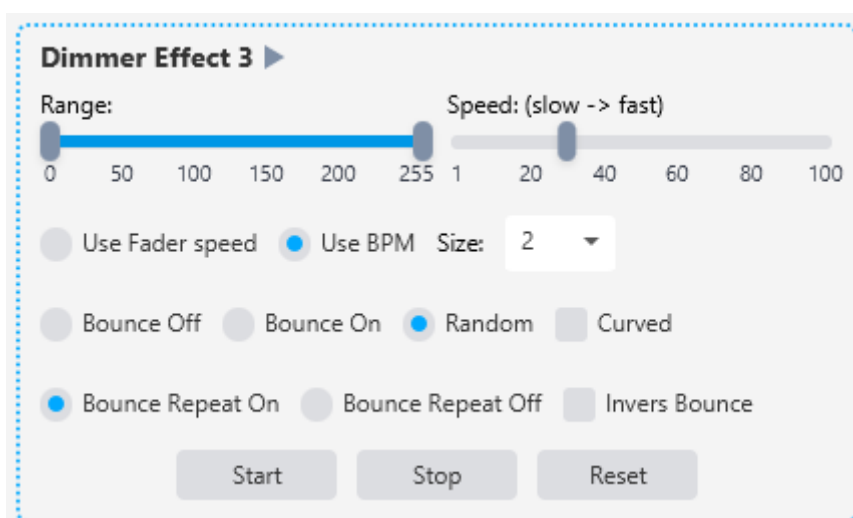 Dimmer Effect 3
Range: Speed: (slow -> fast)
0 50 100 150 200 255 1 20 40 60 80 100
Use Fader speed Use BPM Size: 2
Bounce Off Bounce On Random Curved
Bounce Repeat On Bounce Repeat Off Invers Bounce
Start Stop Reset